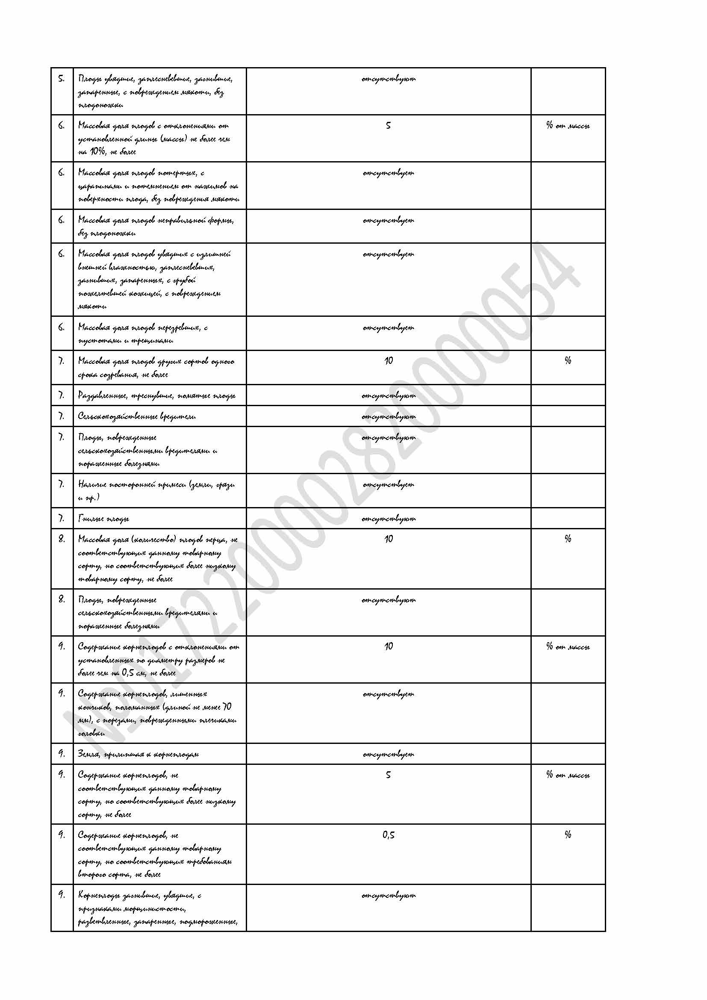 5. Плоды увядшие, заплесневевшие, загнившие, отсутствуют
запаренные, с повреждением мякоти, без
плодоножки
6. Массовая доля плодов с отклонениями от 5 % от массы
установленной длины (массы) не более чем
на 10%, не более
6. Массовая доля плодов потертых, с отсутствует
царапинами и потемнением от нажимов на
поверхности плода, без повреждения мякоти
6. Массовая доля плодов неправильной формы, отсутствует
без плодоножки
6. Массовая доля плодов увядших с излишней отсутствует
внешней влажностью, заплесневевших,
загнивших, запаренных, с грубой
пожелтевшей кожицей, с повреждением
мякоти
6. Массовая доля плодов перезревших, с отсутствует
пустотами и трещинами
7. Массовая доля плодов других сортов одного 10 %
срока созревания, не более
7. Раздавленные, треснувшие, помятые плоды отсутствуют
7. Сельскохозяйственные вредители отсутствуют
7. Плоды, поврежденные отсутствуют
сельскохозяйственными вредителями и
пораженные болезнями
7. Наличие посторонней примеси (земли, грязи отсутствует
и пр.)
7. Гнилые плоды отсутствуют
8. Массовая доля (количество) плодов перца, не 10 %
соответствующих данному товарному
сорту, но соответствующих более низкому
товарному сорту, не более
8. Плоды, поврежденные отсутствуют
сельскохозяйственными вредителями и
пораженные болезнями
9. Содержание корнеплодов с отклонениями от 10 % от массы
установленных по диаметру размеров не
более чем на 0,5 см, не более
9. Содержание корнеплодов, лишенных отсутствует
кончиков, поломанных (длиной не менее 70
мм), с порезами, поврежденными плечиками
головки
9. Земля, прилипшая к корнеплодам отсутствует
9. Содержание корнеплодов, не 5 % от массы
соответствующих данному товарному
сорту, но соответствующих более низкому
сорту, не более
9. Содержание корнеплодов, не 0,5 %
соответствующих данному товарному
сорту, но соответствующих требованиям
второго сорта, не более
9. Корнеплоды загнившие, увядшие, с отсутствуют
признаками морщинистости,
разветвленные, запаренные, подмороженные,
№0172200002820000054